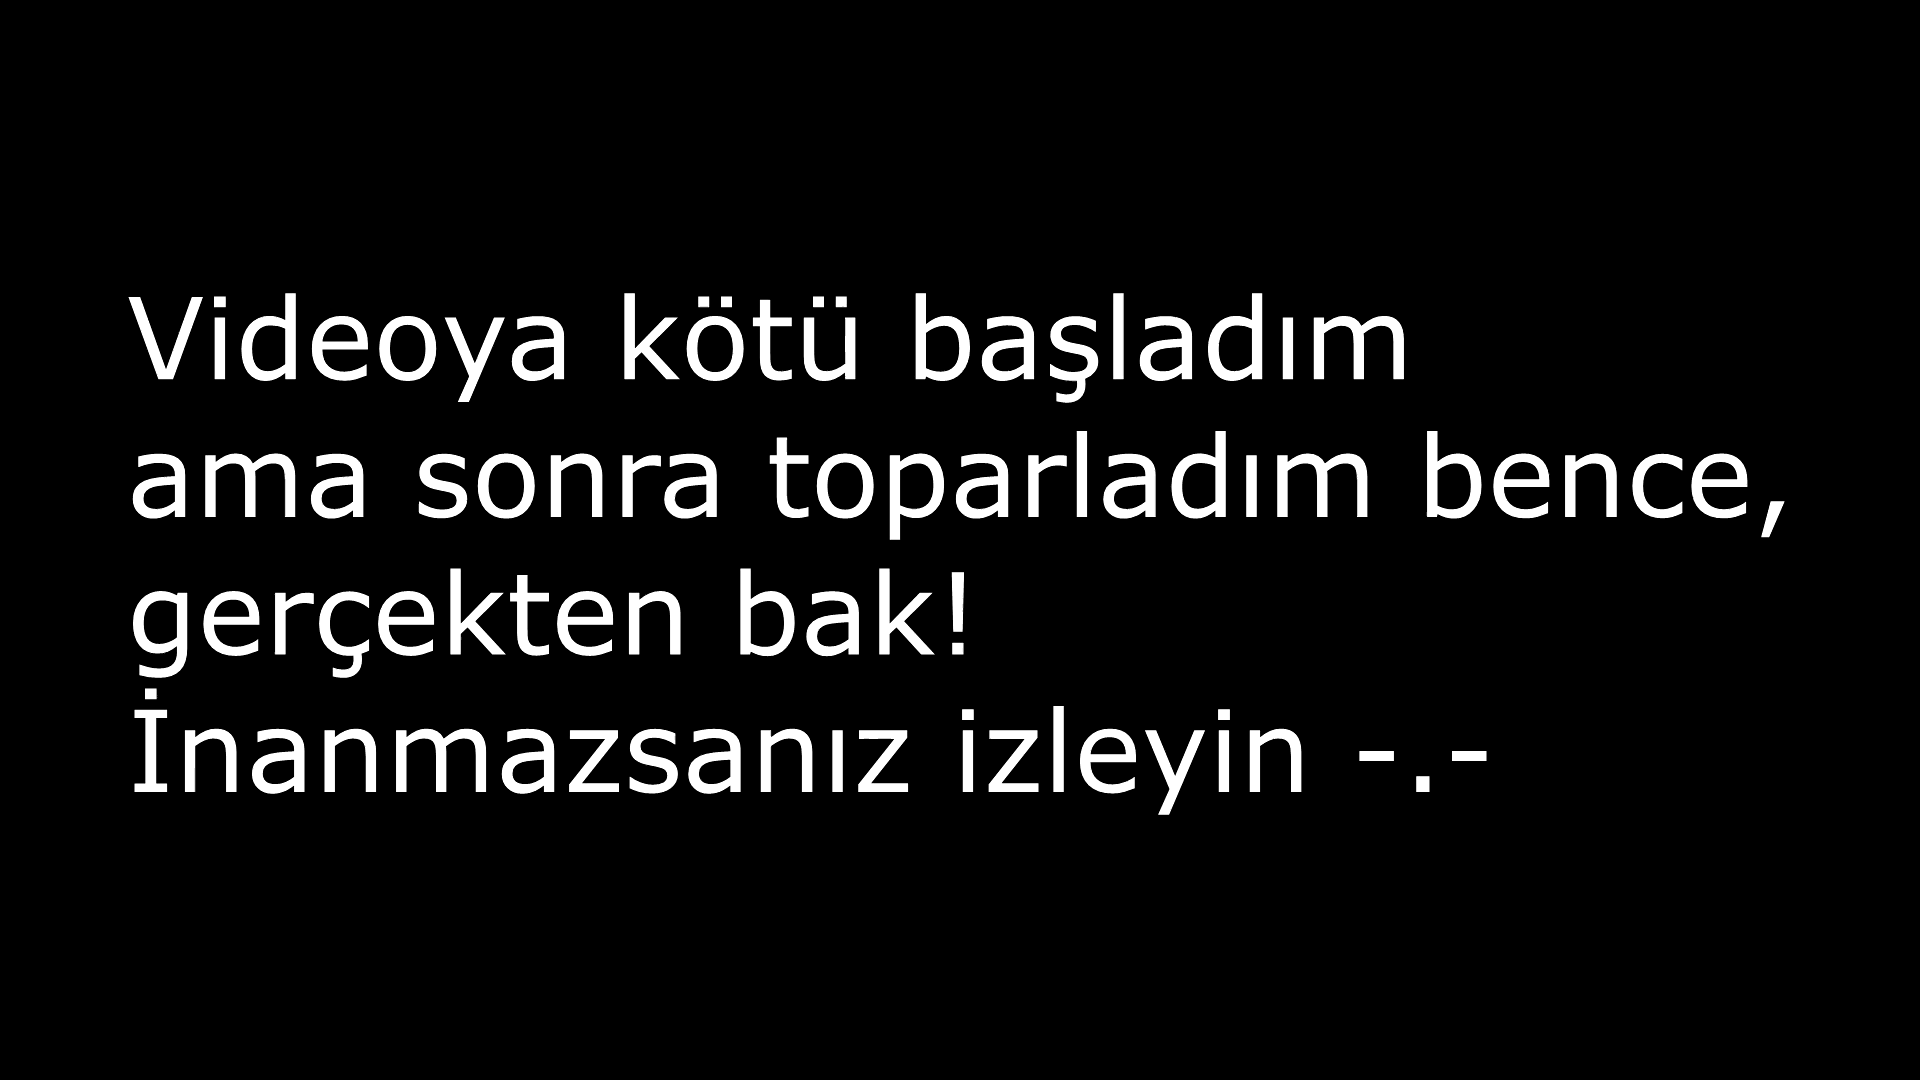 Videoya kötü başladım
ama sonra toparladım bence,
gerçekten bak!
İnanmazsanız izleyin -.-